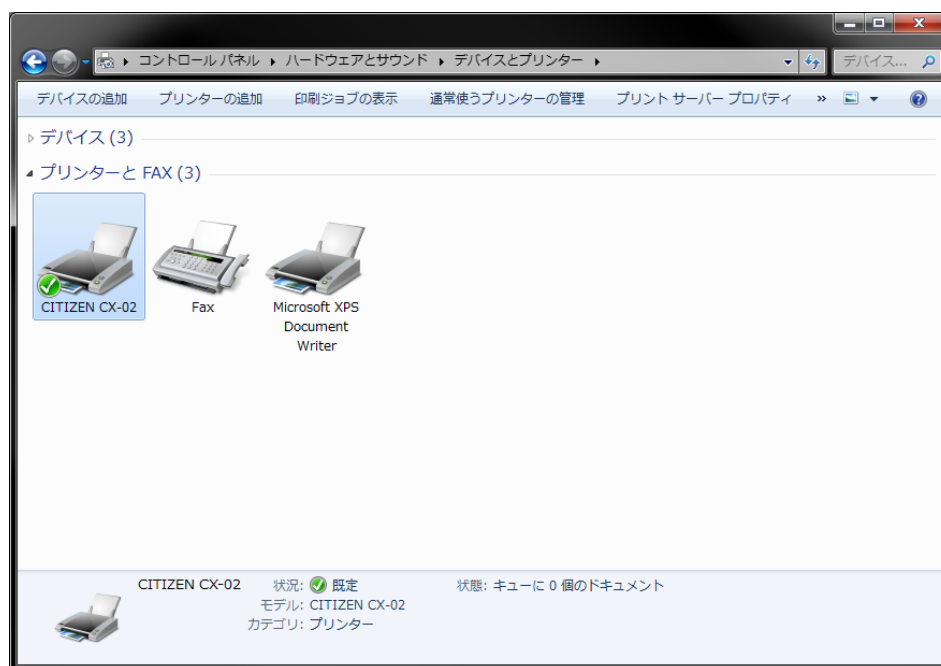 コントロール パネル ▸ ハードウェアとサウンド ▸ デバイスとプリンター ▸
デバイス...
デバイスの追加 プリンターの追加 印刷ジョブの表示 通常使うプリンターの管理 プリント サーバー プロパティ »
デバイス (3)
プリンターと FAX (3)
CITIZEN CX-02
Fax
Microsoft XPS
Document
Writer
CITIZEN CX-02 状況: 既定 状態: キューに 0 個のドキュメント
モデル: CITIZEN CX-02
カテゴリ: プリンター